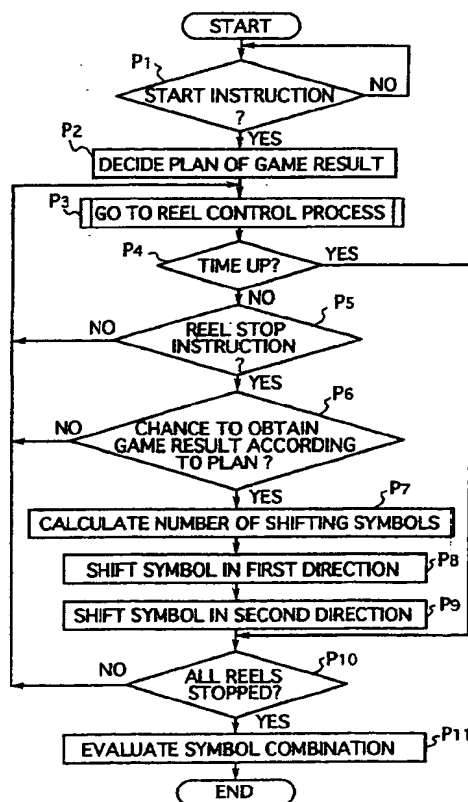 START
P1
NO
START INSTRUCTION
?
P2
YES
DECIDE PLAN OF GAME RESULT
P3
GO TO REEL CONTROL PROCESS
P4
YES
TIME UP?
NO
P5
NO
REEL STOP
INSTRUCTION
?
YES
P6
NO
CHANCE TO OBTAIN
GAME RESULT ACCORDING
TO PLAN ?
YES
P7
CALCULATE NUMBER OF SHIFTING SYMBOLS
SHIFT SYMBOL IN FIRST DIRECTION
P8
SHIFT SYMBOL IN SECOND DIRECTION
P9
P10
NO
ALL REELS
STOPPED?
YES
P11
EVALUATE SYMBOL COMBINATION
END